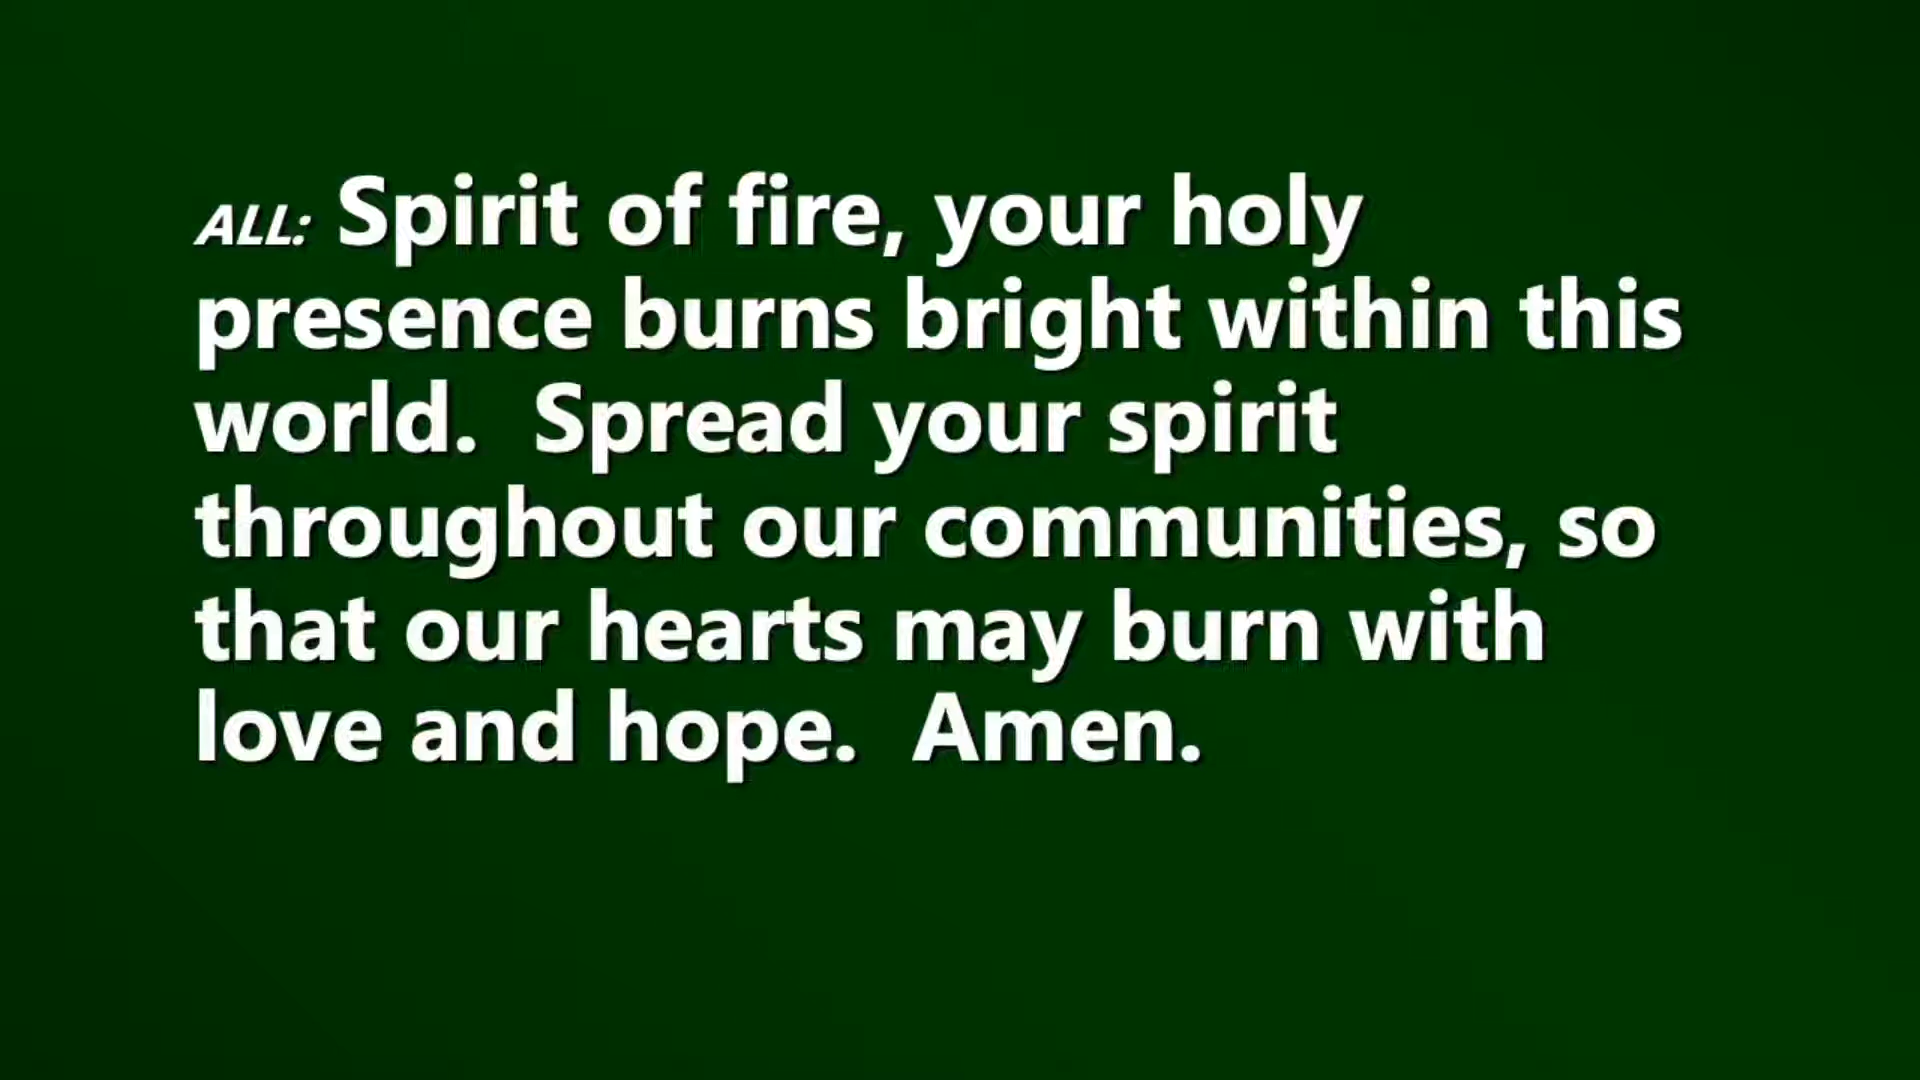 ALL: Spirit of fire, your holy
presence burns bright within this
world.  Spread your spirit
throughout our communities, so
that our hearts may burn with
love and hope.  Amen.